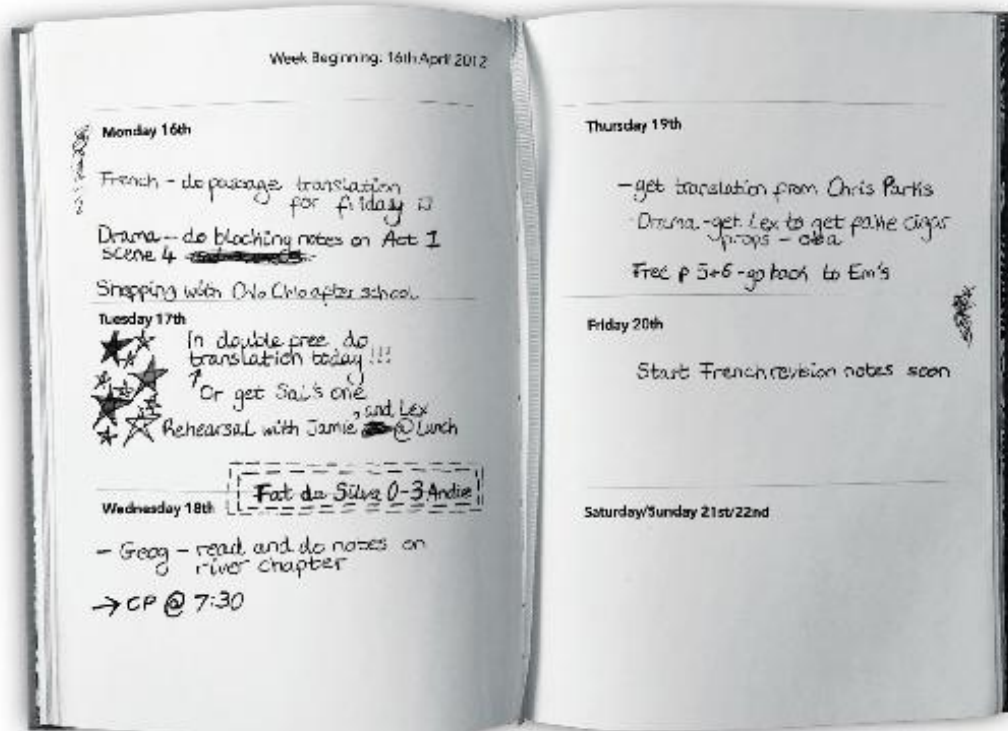 Week Beginning: 16th April 2012
Monday 16th
French - do passage translation
for friday
Drama - do blocking notes on Act 1
scene 4
Shopping with Chloe after school
Tuesday 17th
In double free do
translation today!!!
Or get Sal's one
Rehearsal with Jamie, and Lex @ Lunch
Fat da Silva 0-3 Andie
Wednesday 18th
- Geog - read and do notes on
river chapter
→ CP @ 7:30
Thursday 19th
- get translation from Chris Parkis
Drama - get Lex to get fake cigar
props -
Free p 5+6 - go back to Em's
Friday 20th
Start French revision notes soon
Saturday/Sunday 21st/22nd